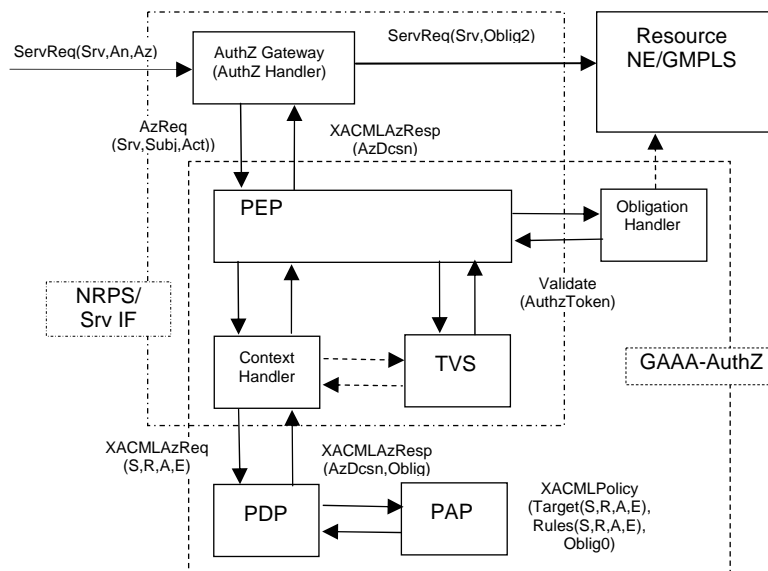 ServReq(Srv,An,Az)
AuthZ Gateway
(AuthZ Handler)
ServReq(Srv,Oblig2)
Resource
NE/GMPLS
AzReq
(Srv,Subj,Act))
XACMLAzResp
(AzDcsn)
PEP
Obligation
Handler
Validate
(AuthzToken)
NRPS/
Srv IF
Context
Handler
TVS
GAAA-AuthZ
XACMLAzReq
(S,R,A,E)
XACMLAzResp
(AzDcsn,Oblig)
PDP
PAP
XACMLPolicy
(Target(S,R,A,E),
Rules(S,R,A,E),
Oblig0)